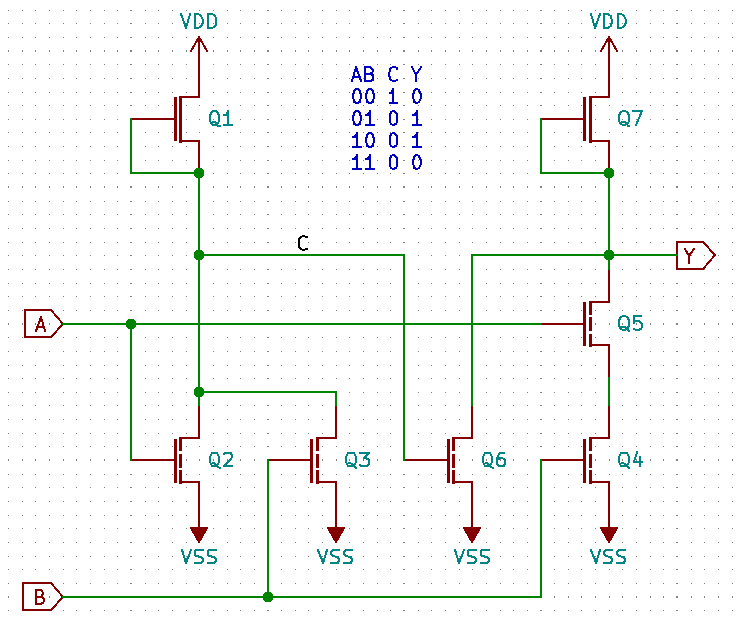 VDD
VDD
AB C Y
00 1 0
01 0 1
10 0 1
11 0 0
Q1
Q7
C
Y
A
Q5
Q2
Q3
Q6
Q4
VSS
VSS
VSS
VSS
B